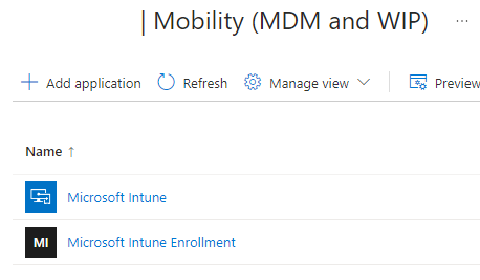 | Mobility (MDM and WIP) ...
Add application Refresh Manage view Preview
Name ↑
Microsoft Intune
MI Microsoft Intune Enrollment